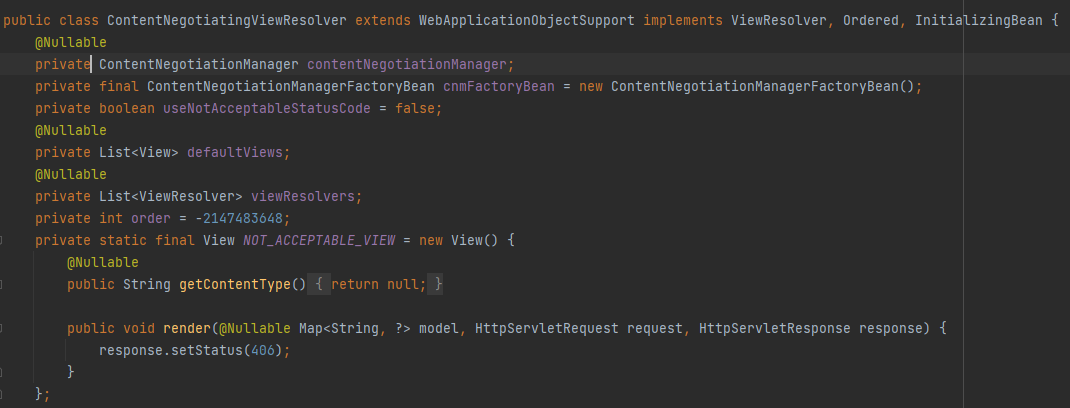 public class ContentNegotiatingViewResolver extends WebApplicationObjectSupport implements ViewResolver, Ordered, InitializingBean {
    @Nullable
    private ContentNegotiationManager contentNegotiationManager;
    private final ContentNegotiationManagerFactoryBean cnmFactoryBean = new ContentNegotiationManagerFactoryBean();
    private boolean useNotAcceptableStatusCode = false;
    @Nullable
    private List<View> defaultViews;
    @Nullable
    private List<ViewResolver> viewResolvers;
    private int order = -2147483648;
    private static final View NOT_ACCEPTABLE_VIEW = new View() {
        @Nullable
        public String getContentType() { return null; }

        public void render(@Nullable Map<String, ?> model, HttpServletRequest request, HttpServletResponse response) {
            response.setStatus(406);
        }
    };